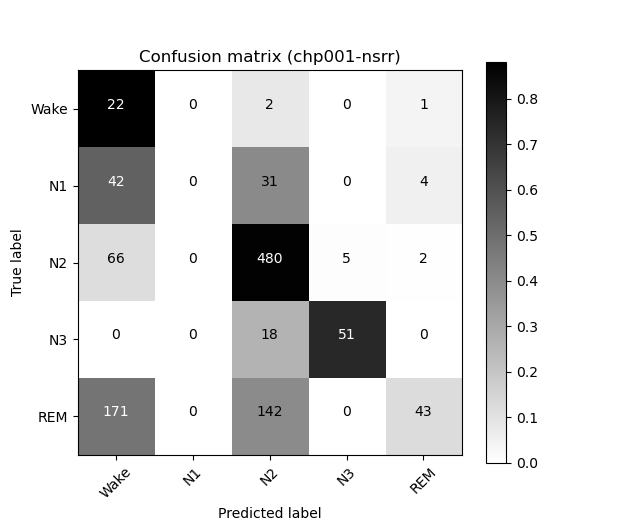 Confusion matrix (chp001-nsrr)
True label
Wake 22 0 2 0 1
N1 42 0 31 0 4
N2 66 0 480 5 2
N3 0 0 18 51 0
REM 171 0 142 0 43
Wake N1 N2 N3 REM
Predicted label
0.8
0.7
0.6
0.5
0.4
0.3
0.2
0.1
0.0